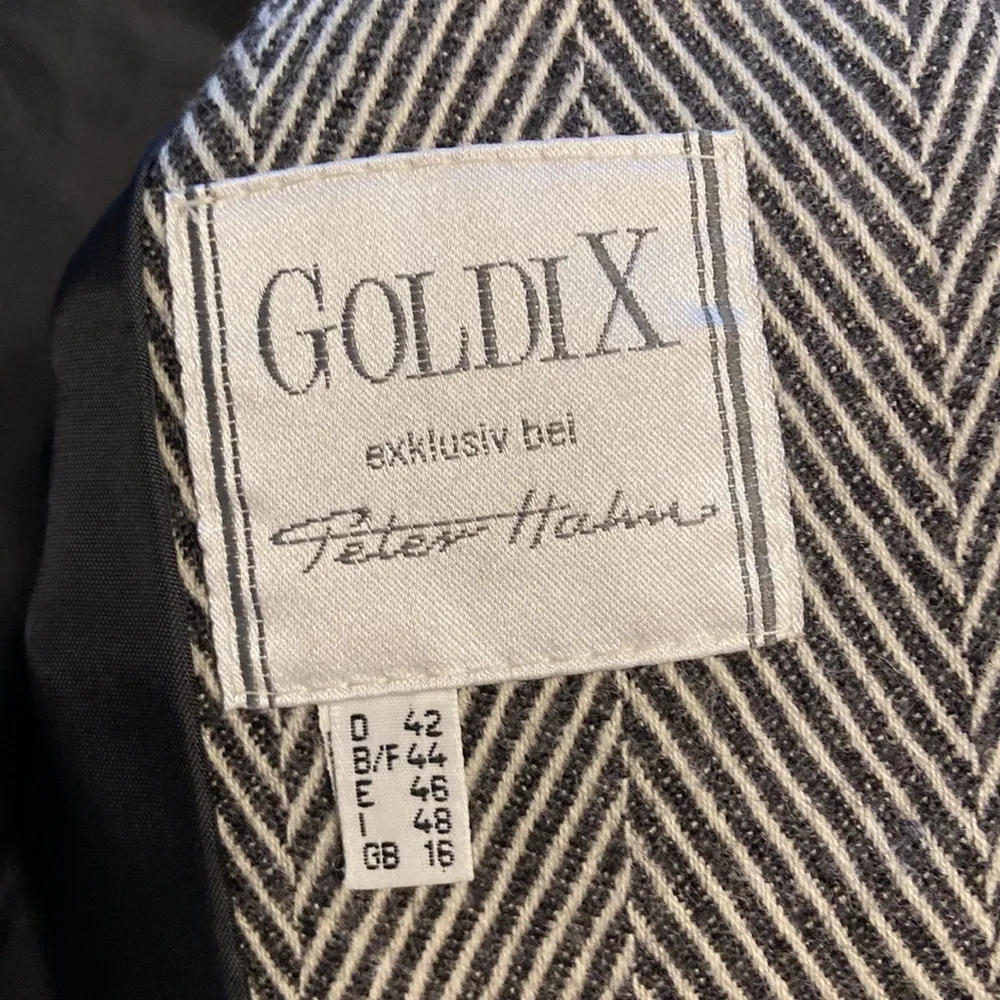 GOLDIX
exklusiv bei
Peter Hahn
D 42
B/F 44
E 46
I 48
GB 16